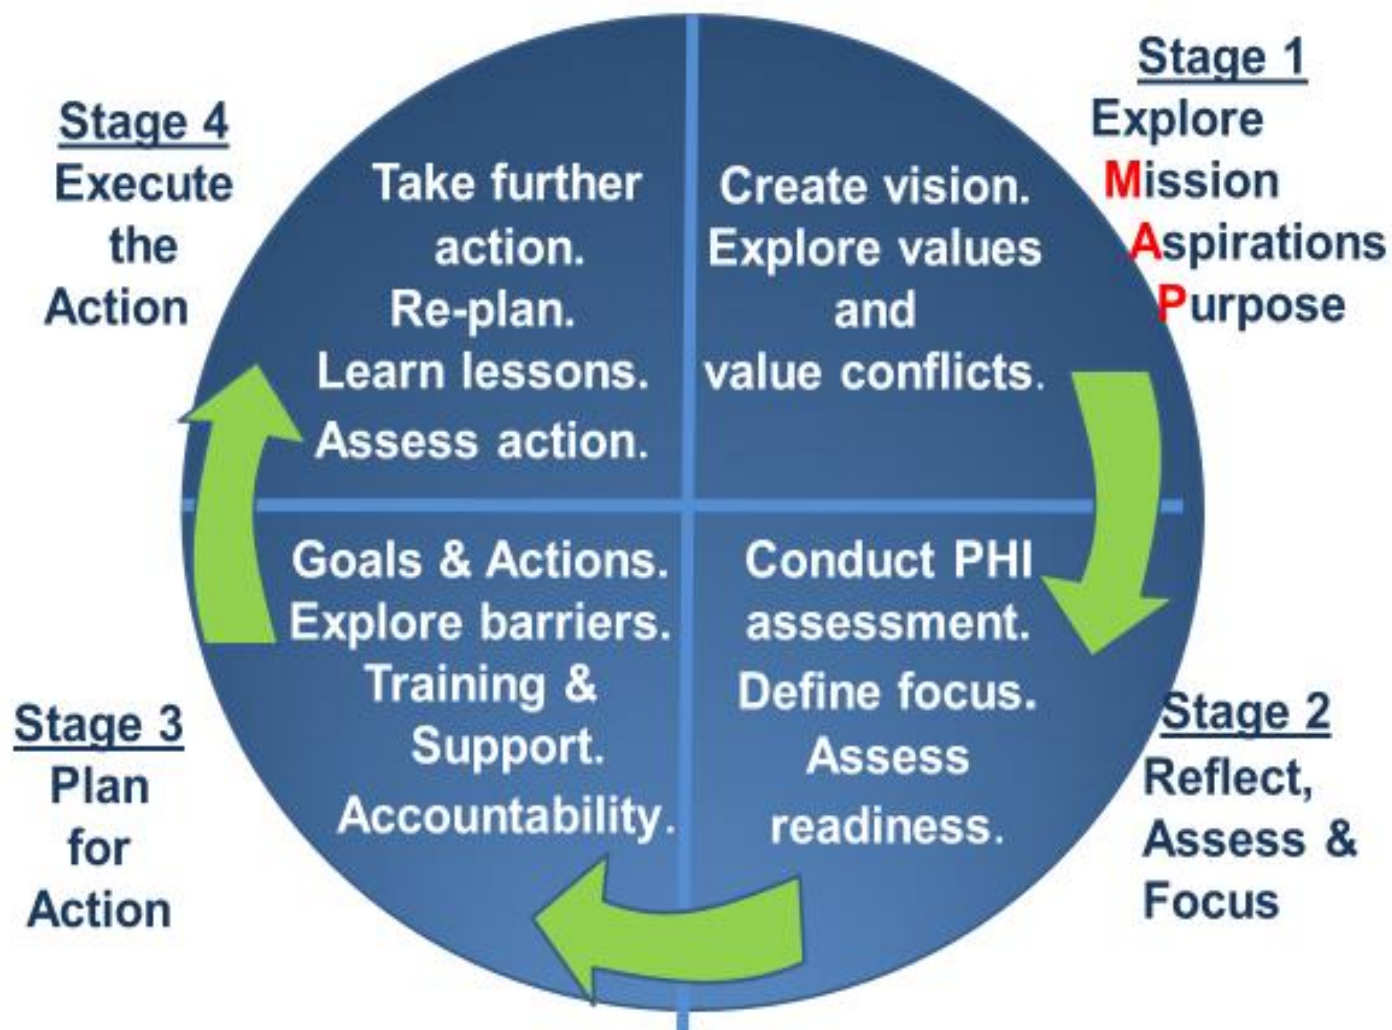 Stage 1
Explore
Mission
Aspirations
Purpose
Create vision.
Explore values
and
value conflicts.
Stage 2
Reflect,
Assess &
Focus
Conduct PHI
assessment.
Define focus.
Assess
readiness.
Stage 3
Plan
for
Action
Goals & Actions.
Explore barriers.
Training &
Support.
Accountability.
Stage 4
Execute
the
Action
Take further
action.
Re-plan.
Learn lessons.
Assess action.